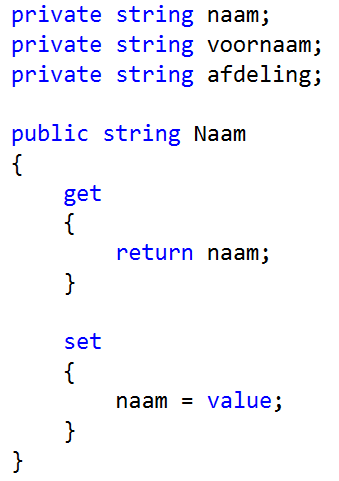 private string naam;
private string voornaam;
private string afdeling;

public string Naam
{
    get
    {
        return naam;
    }

    set
    {
        naam = value;
    }
}